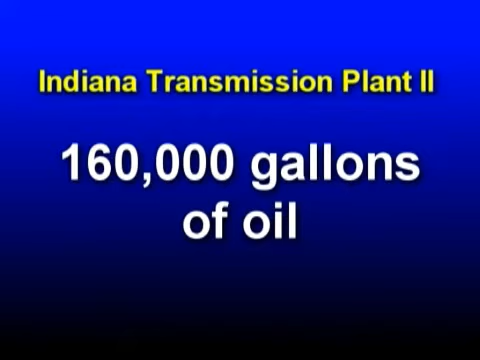 Indiana Transmission Plant II
160,000 gallons
of oil